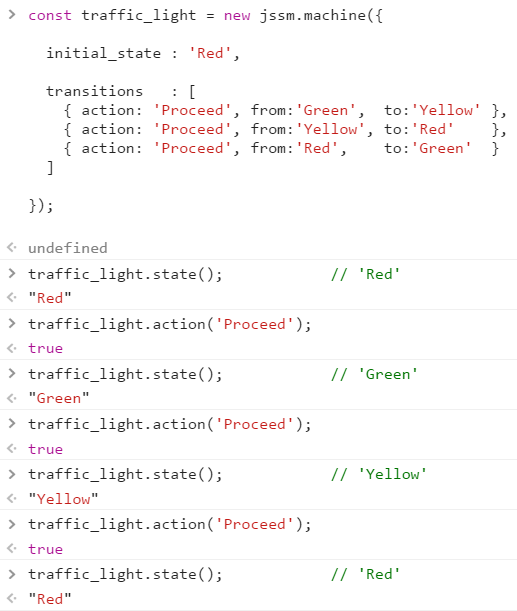 > const traffic_light = new jssm.machine({
initial_state : 'Red',
transitions   : [
{ action: 'Proceed', from:'Green',  to:'Yellow' },
{ action: 'Proceed', from:'Yellow', to:'Red'    },
{ action: 'Proceed', from:'Red',    to:'Green'  }
]
});
undefined
> traffic_light.state();            // 'Red'
"Red"
> traffic_light.action('Proceed');
true
> traffic_light.state();            // 'Green'
"Green"
> traffic_light.action('Proceed');
true
> traffic_light.state();            // 'Yellow'
"Yellow"
> traffic_light.action('Proceed');
true
> traffic_light.state();            // 'Red'
"Red"